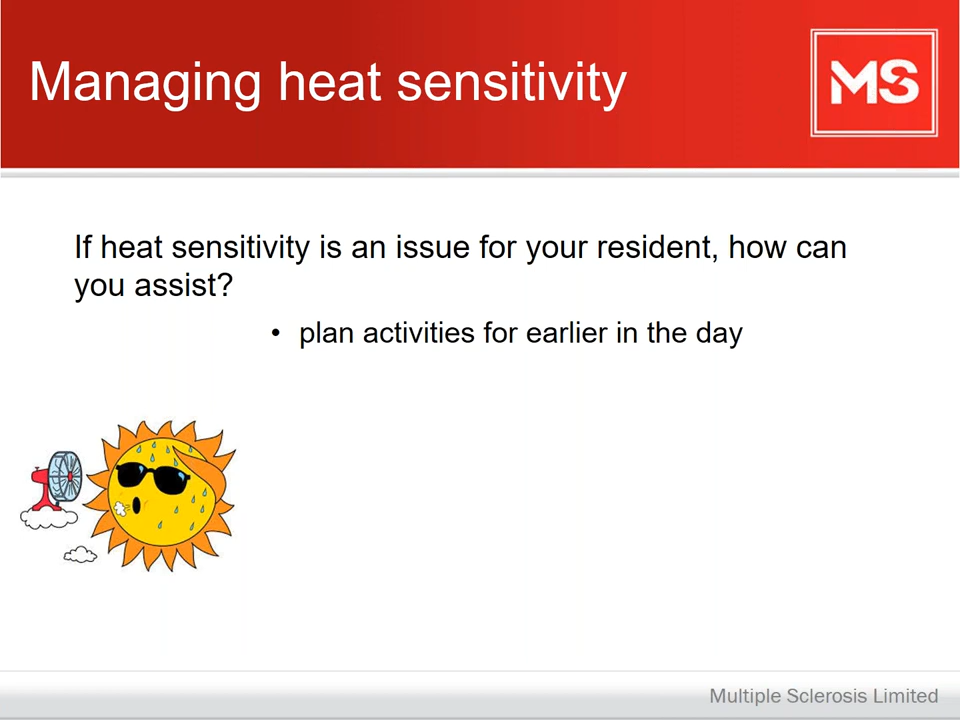 Managing heat sensitivity
MS
If heat sensitivity is an issue for your resident, how can
you assist?
• plan activities for earlier in the day
Multiple Sclerosis Limited